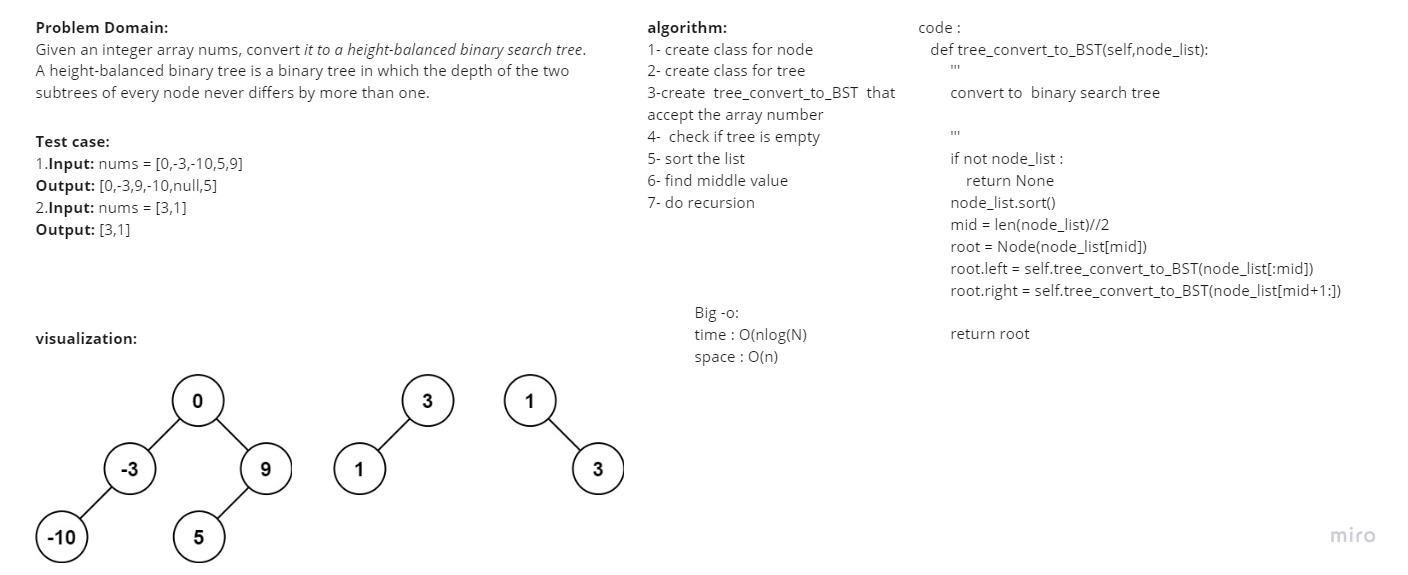 Problem Domain:
Given an integer array nums, convert it to a height-balanced binary search tree.
A height-balanced binary tree is a binary tree in which the depth of the two
subtrees of every node never differs by more than one.
Test case:
1.Input: nums = [0,-3,-10,5,9]
Output: [0,-3,9,-10,null,5]
2.Input: nums = [3,1]
Output: [3,1]
visualization:
0
-3
9
-10
5
3
1
1
3
algorithm:
1- create class for node
2- create class for tree
3-create tree_convert_to_BST that
accept the array number
4- check if tree is empty
5- sort the list
6- find middle value
7- do recursion
Big -o:
time : O(nlog(N)
space : O(n)
code :
def tree_convert_to_BST(self,node_list):
'''
convert to binary search tree
'''
if not node_list :
return None
node_list.sort()
mid = len(node_list)//2
root = Node(node_list[mid])
root.left = self.tree_convert_to_BST(node_list[:mid])
root.right = self.tree_convert_to_BST(node_list[mid+1:])
return root
miro